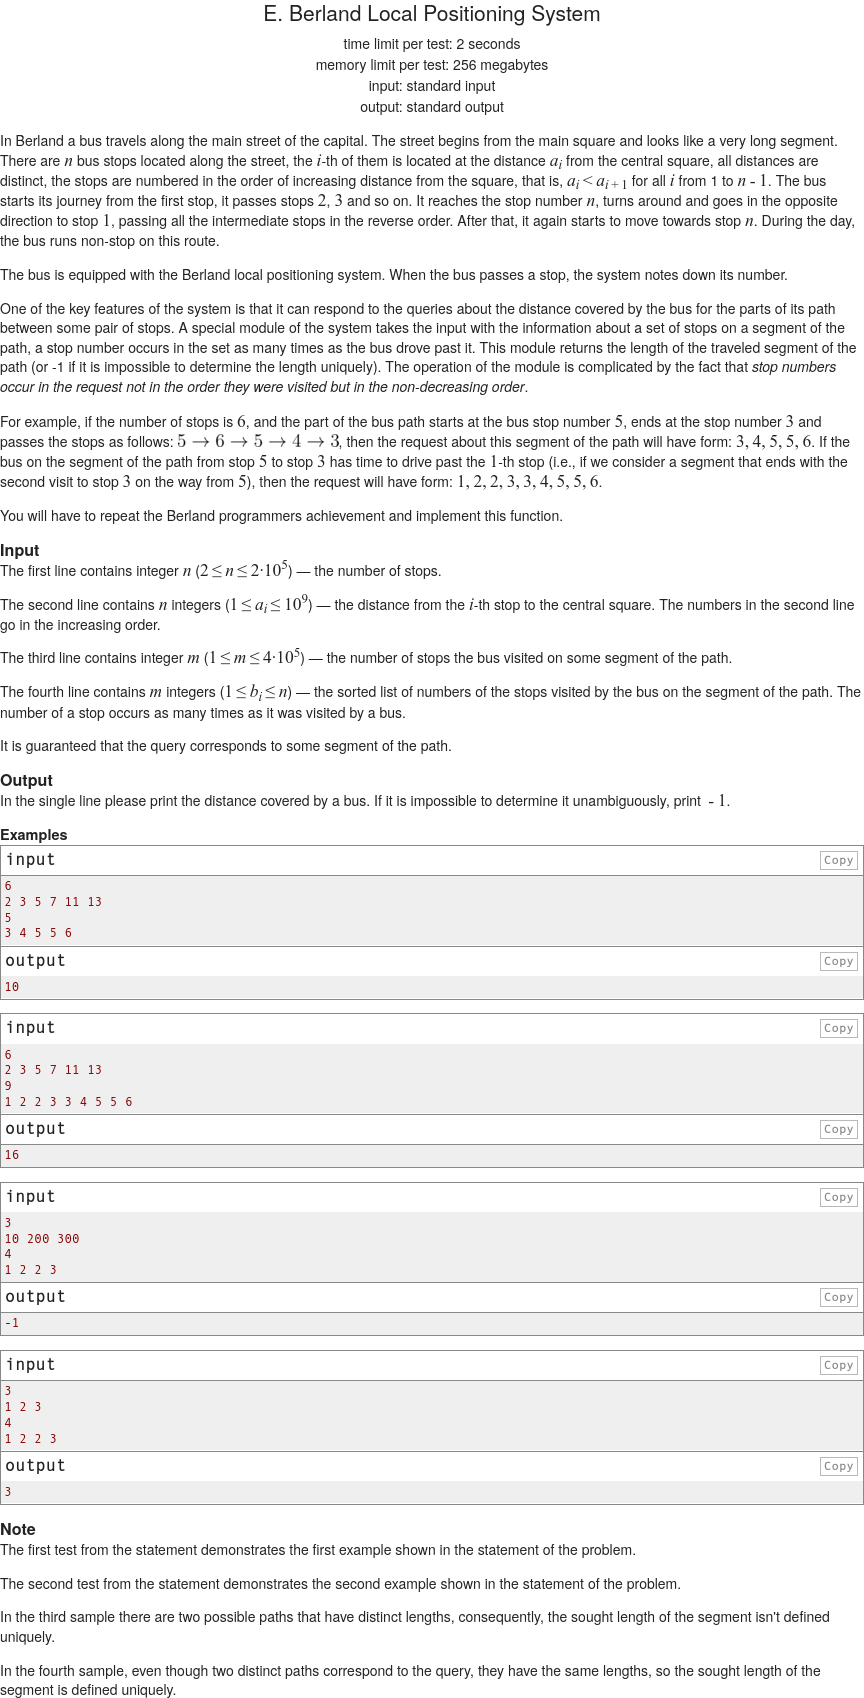 E. Berland Local Positioning System
time limit per test: 2 seconds
memory limit per test: 256 megabytes
input: standard input
output: standard output
In Berland a bus travels along the main street of the capital. The street begins from the main square and looks like a very long segment.
There are n bus stops located along the street, the i-th of them is located at the distance a_i from the central square, all distances are
distinct, the stops are numbered in the order of increasing distance from the square, that is, a_i < a_{i + 1} for all i from 1 to n - 1. The bus
starts its journey from the first stop, it passes stops 2, 3 and so on. It reaches the stop number n, turns around and goes in the opposite
direction to stop 1, passing all the intermediate stops in the reverse order. After that, it again starts to move towards stop n. During the day,
the bus runs non-stop on this route.
The bus is equipped with the Berland local positioning system. When the bus passes a stop, the system notes down its number.
One of the key features of the system is that it can respond to the queries about the distance covered by the bus for the parts of its path
between some pair of stops. A special module of the system takes the input with the information about a set of stops on a segment of the
path, a stop number occurs in the set as many times as the bus drove past it. This module returns the length of the traveled segment of the
path (or -1 if it is impossible to determine the length uniquely). The operation of the module is complicated by the fact that stop numbers
occur in the request not in the order they were visited but in the non-decreasing order.
For example, if the number of stops is 6, and the part of the bus path starts at the bus stop number 5, ends at the stop number 3 and
passes the stops as follows: 5 → 6 → 5 → 4 → 3, then the request about this segment of the path will have form: 3, 4, 5, 5, 6. If the
bus on the segment of the path from stop 5 to stop 3 has time to drive past the 1-th stop (i.e., if we consider a segment that ends with the
second visit to stop 3 on the way from 5), then the request will have form: 1, 2, 2, 3, 3, 4, 5, 5, 6.
You will have to repeat the Berland programmers achievement and implement this function.
Input
The first line contains integer n (2 ≤ n ≤ 2·10^5) — the number of stops.
The second line contains n integers (1 ≤ a_i ≤ 10^9) — the distance from the i-th stop to the central square. The numbers in the second line
go in the increasing order.
The third line contains integer m (1 ≤ m ≤ 4·10^5) — the number of stops the bus visited on some segment of the path.
The fourth line contains m integers (1 ≤ b_i ≤ n) — the sorted list of numbers of the stops visited by the bus on the segment of the path. The
number of a stop occurs as many times as it was visited by a bus.
It is guaranteed that the query corresponds to some segment of the path.
Output
In the single line please print the distance covered by a bus. If it is impossible to determine it unambiguously, print - 1.
Examples
input Copy
6
2 3 5 7 11 13
5
3 4 5 5 6
output Copy
10
input Copy
6
2 3 5 7 11 13
9
1 2 2 3 3 4 5 5 6
output Copy
16
input Copy
3
10 200 300
4
1 2 2 3
output Copy
-1
input Copy
3
1 2 3
4
1 2 2 3
output Copy
3
Note
The first test from the statement demonstrates the first example shown in the statement of the problem.
The second test from the statement demonstrates the second example shown in the statement of the problem.
In the third sample there are two possible paths that have distinct lengths, consequently, the sought length of the segment isn't defined
uniquely.
In the fourth sample, even though two distinct paths correspond to the query, they have the same lengths, so the sought length of the
segment is defined uniquely.